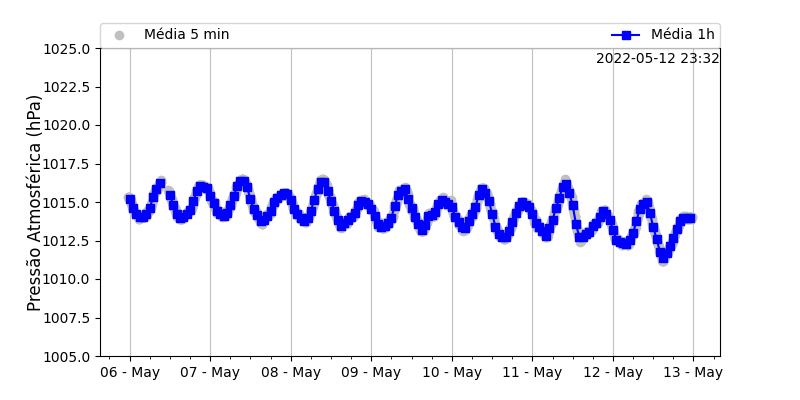 Média 5 min
Média 1h
2022-05-12 23:32
Pressão Atmosférica (hPa)
1025.0
1022.5
1020.0
1017.5
1015.0
1012.5
1010.0
1007.5
1005.0
06 - May 07 - May 08 - May 09 - May 10 - May 11 - May 12 - May 13 - May